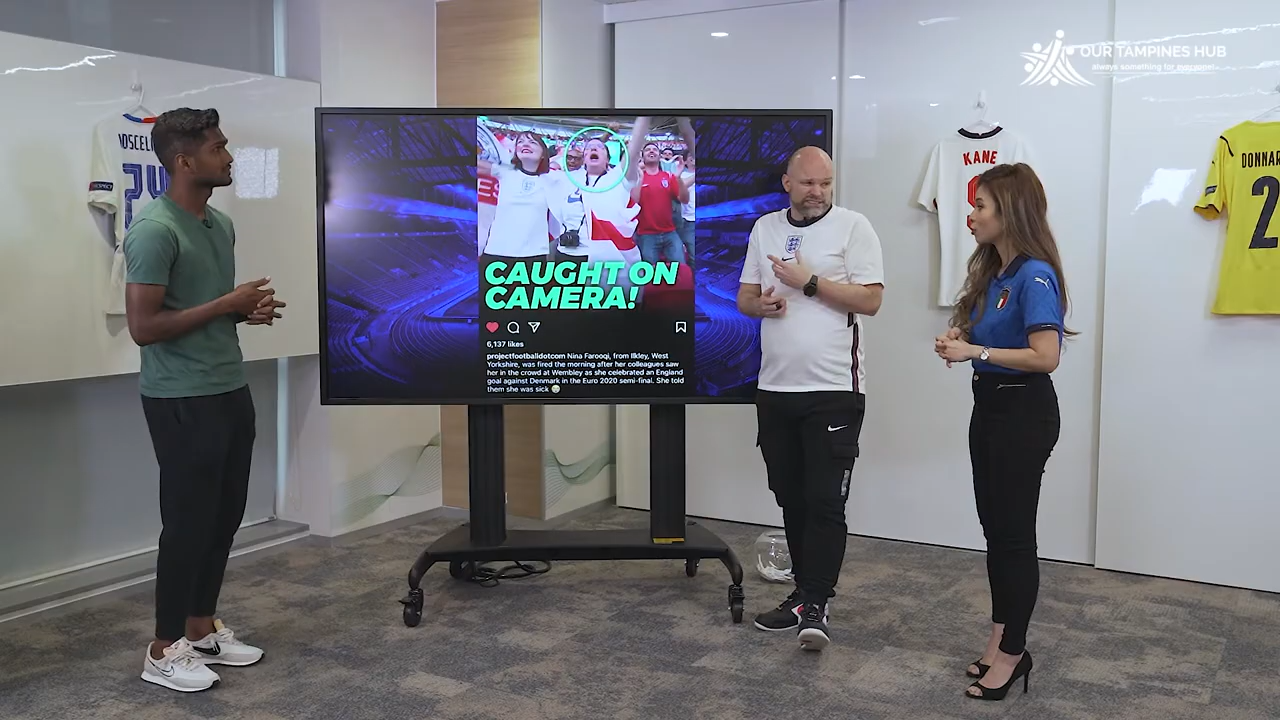 OUR TAMPINES HUB
always something for everyone!
KANE
24
RESPECT
2
CAUGHT ON
CAMERA!
6,137 likes
projectfootballdotcom Nina Farooqi, from Ilkley, West
Yorkshire, was fired the morning after her colleagues saw
her in the crowd at Wembley as she celebrated an England
goal against Denmark in the Euro 2020 semi-final. She told
them she was sick